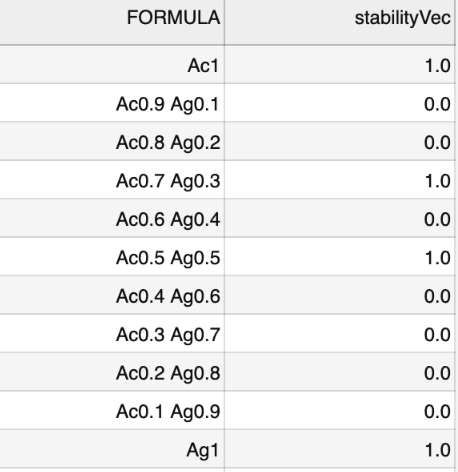 FORMULA stabilityVec
Ac1 1.0
Ac0.9 Ag0.1 0.0
Ac0.8 Ag0.2 0.0
Ac0.7 Ag0.3 1.0
Ac0.6 Ag0.4 0.0
Ac0.5 Ag0.5 1.0
Ac0.4 Ag0.6 0.0
Ac0.3 Ag0.7 0.0
Ac0.2 Ag0.8 0.0
Ac0.1 Ag0.9 0.0
Ag1 1.0